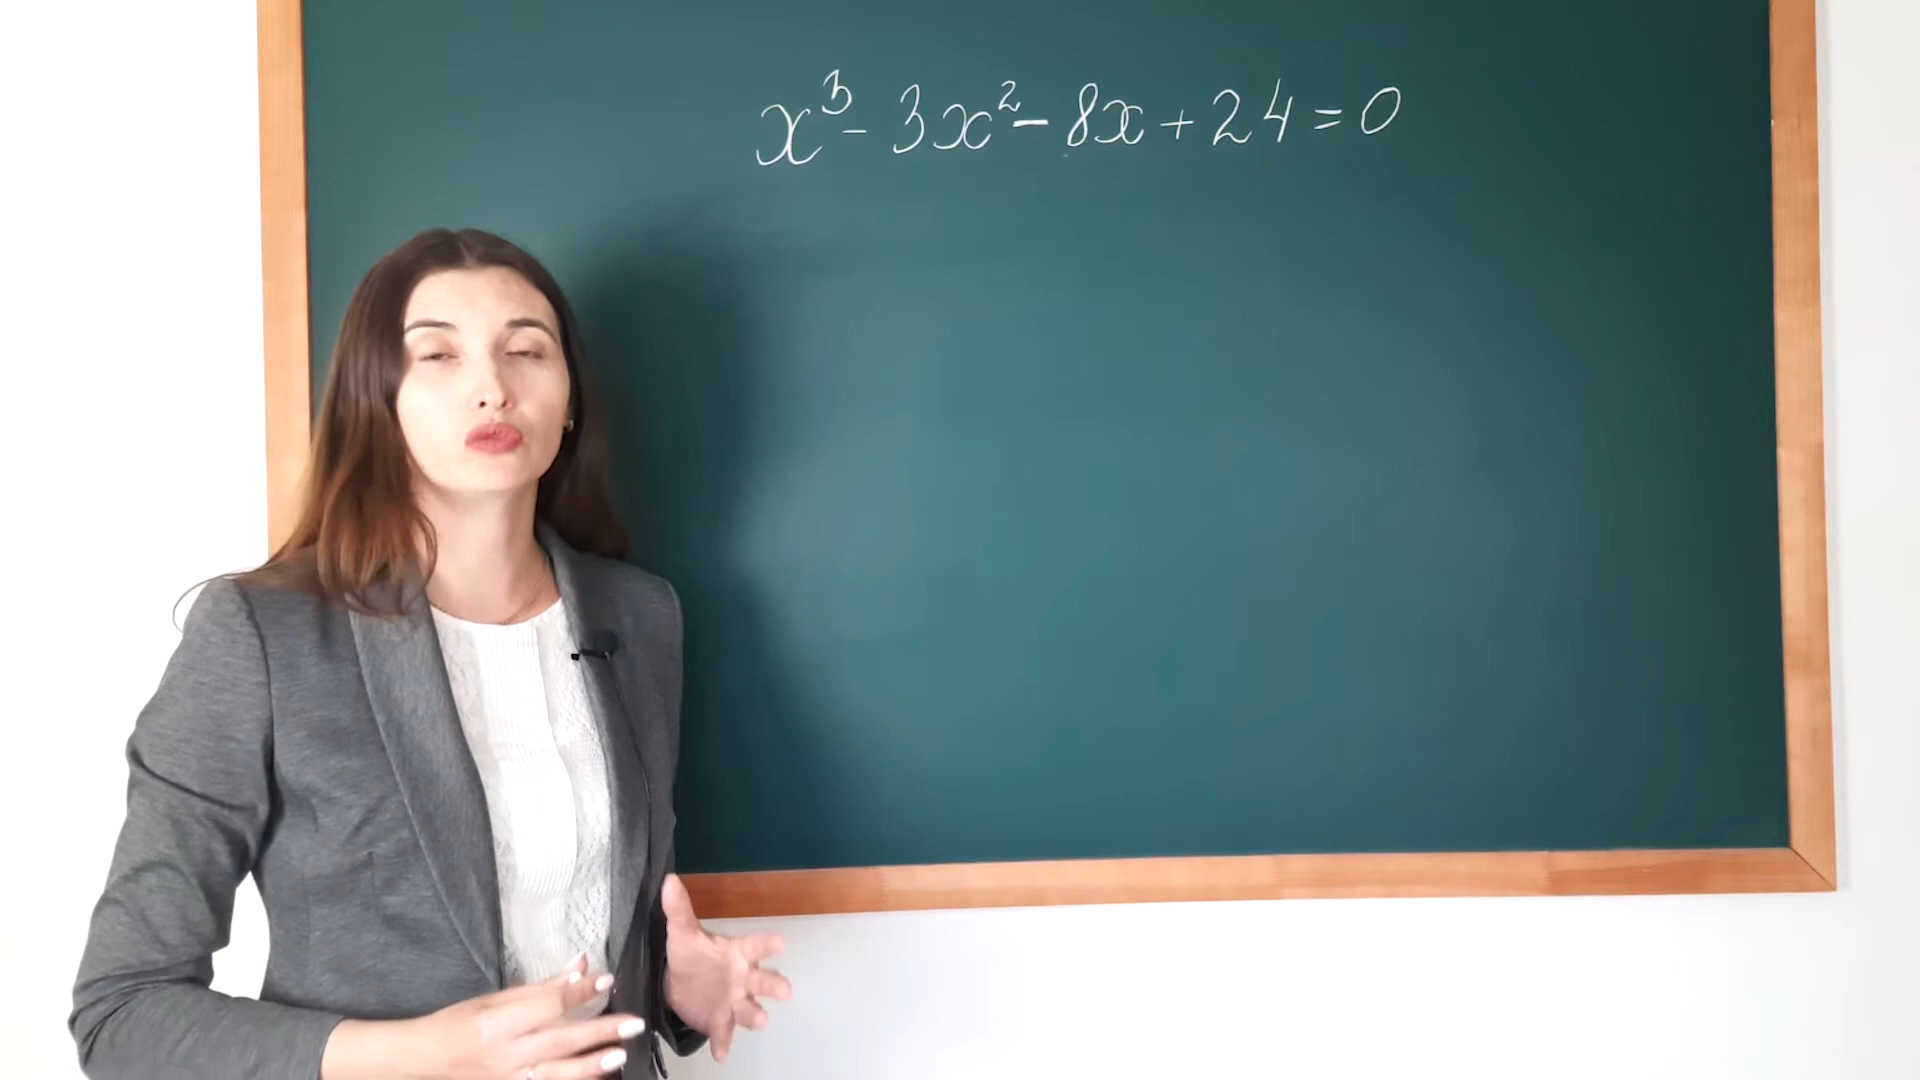 x³ - 3x² - 8x + 24 = 0